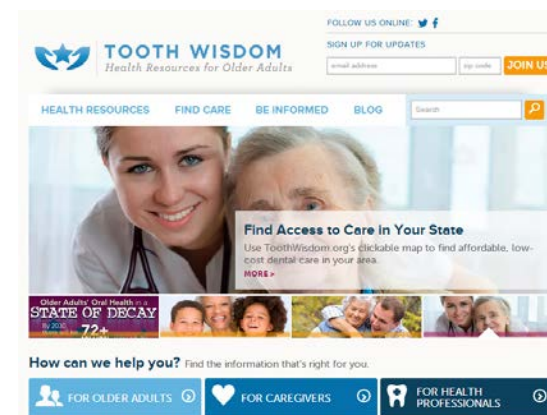 FOLLOW US ONLINE:
SIGN UP FOR UPDATES
TOOTH WISDOM
Health Resources for Older Adults
email address
zip code
JOIN US
HEALTH RESOURCES FIND CARE BE INFORMED BLOG
Search
Find Access to Care in Your State
Use ToothWisdom.org's clickable map to find affordable, low-
cost dental care in your area.
MORE >
Older Adults' Oral Health in a
STATE OF DECAY
By 2030,
72+
How can we help you? Find the information that's right for you.
FOR OLDER ADULTS
FOR CAREGIVERS
FOR HEALTH
PROFESSIONALS